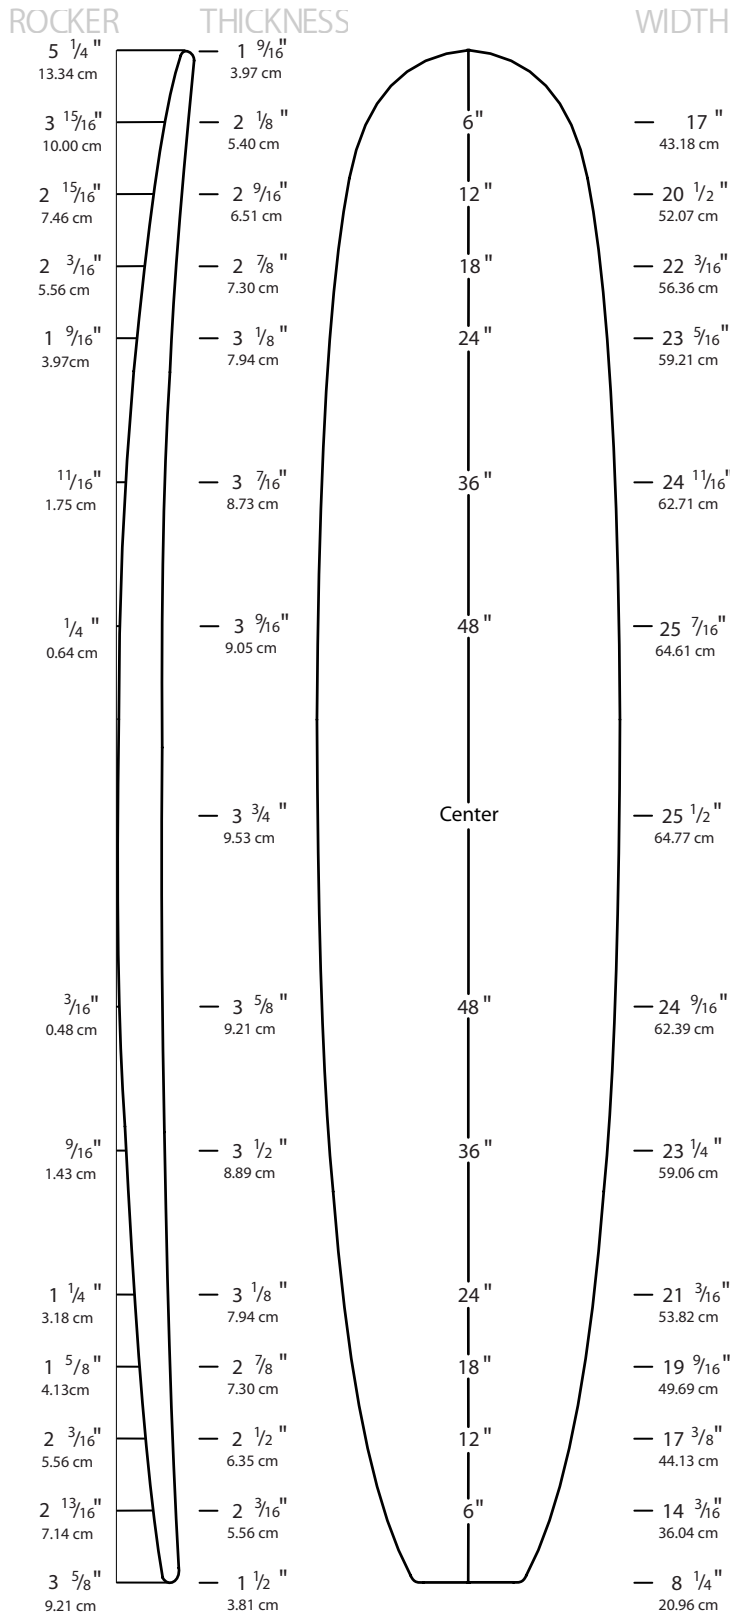 ROCKER THICKNESS WIDTH
5 1/4" 1 9/16"
13.34 cm 3.97 cm
3 15/16" 2 1/8" 6" 17"
10.00 cm 5.40 cm 43.18 cm
2 15/16" 2 9/16" 12" 20 1/2"
7.46 cm 6.51 cm 52.07 cm
2 3/16" 2 7/8" 18" 22 3/16"
5.56 cm 7.30 cm 56.36 cm
1 9/16" 3 1/8" 24" 23 5/16"
3.97cm 7.94 cm 59.21 cm
11/16" 3 7/16" 36" 24 11/16"
1.75 cm 8.73 cm 62.71 cm
1/4" 3 9/16" 48" 25 7/16"
0.64 cm 9.05 cm 64.61 cm
3 3/4" Center 25 1/2"
9.53 cm 64.77 cm
3/16" 3 5/8" 48" 24 9/16"
0.48 cm 9.21 cm 62.39 cm
9/16" 3 1/2" 36" 23 1/4"
1.43 cm 8.89 cm 59.06 cm
1 1/4" 3 1/8" 24" 21 3/16"
3.18 cm 7.94 cm 53.82 cm
1 5/8" 2 7/8" 18" 19 9/16"
4.13cm 7.30 cm 49.69 cm
2 3/16" 2 1/2" 12" 17 3/8"
5.56 cm 6.35 cm 44.13 cm
2 13/16" 2 3/16" 6" 14 3/16"
7.14 cm 5.56 cm 36.04 cm
3 5/8" 1 1/2" 8 1/4"
9.21 cm 3.81 cm 20.96 cm